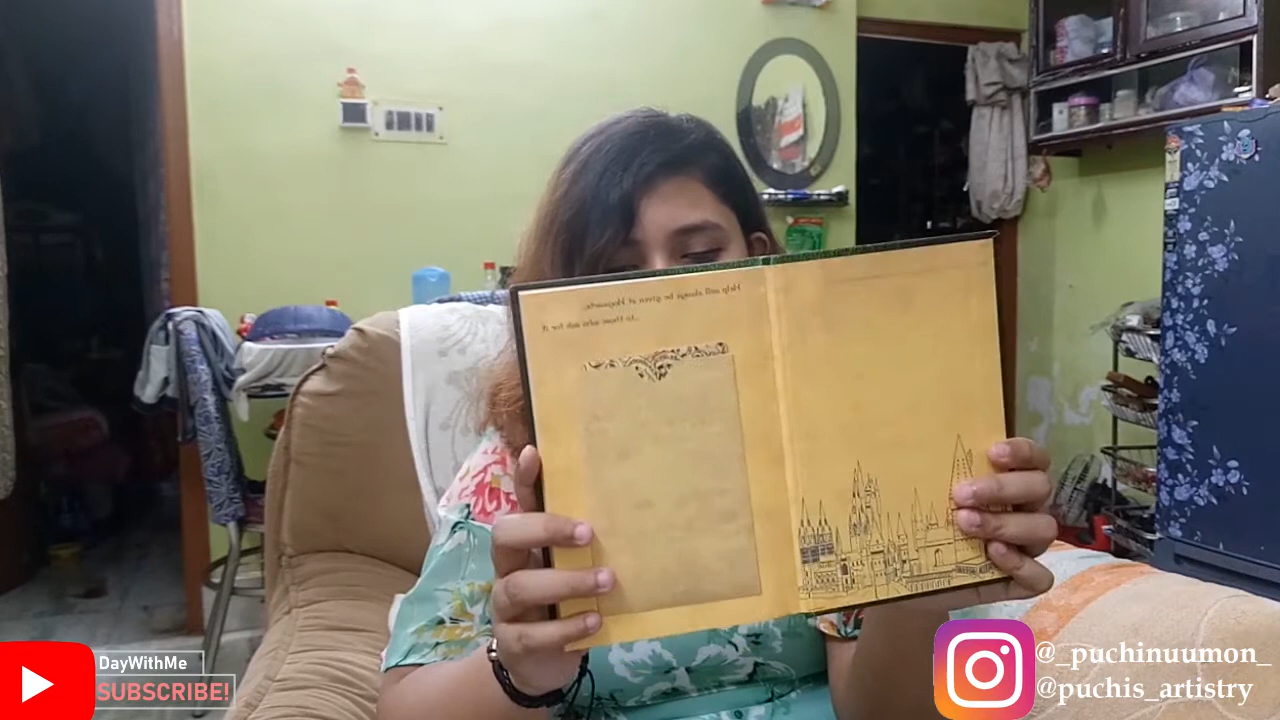 Help will always be given at Hogwarts..
..to those who ask for it
DayWithMe
SUBSCRIBE!
@_puchinuumon_
@puchis_artistry